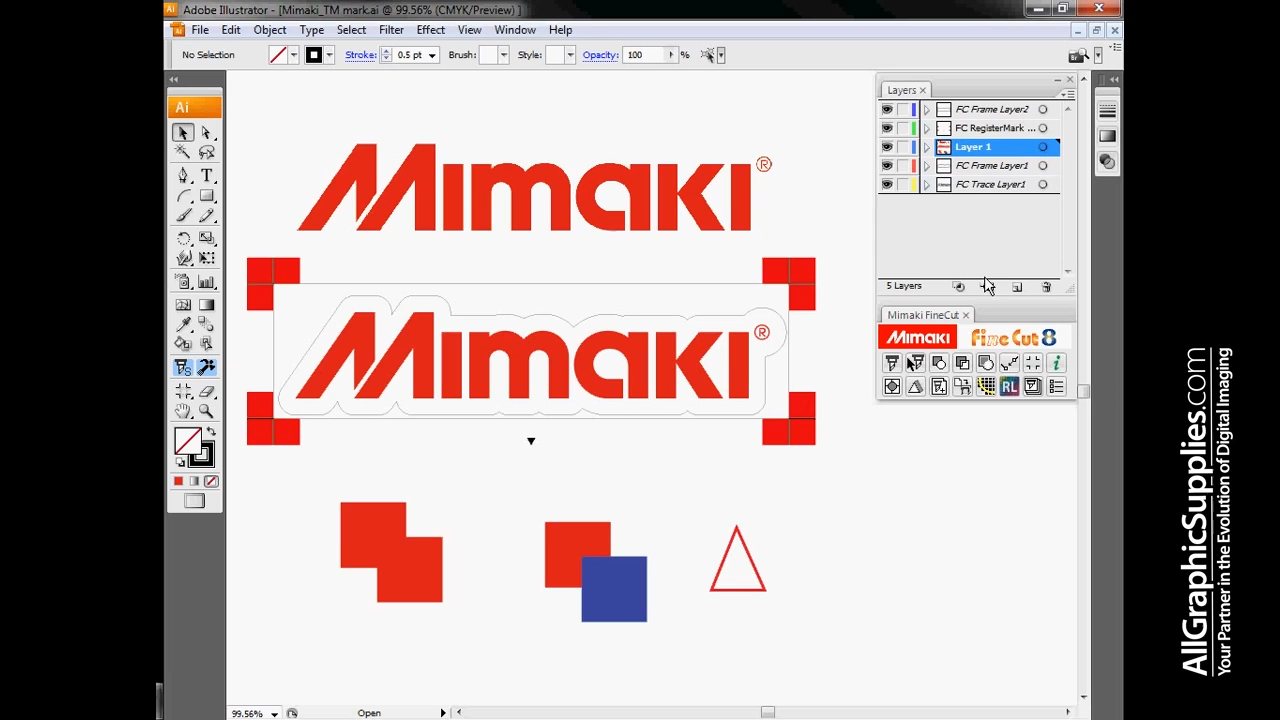 Adobe Illustrator - [Mimaki_TM mark.ai @ 99.56% (CMYK/Preview) ]
File Edit Object Type Select Filter Effect View Window Help
No Selection Stroke: 0.5 pt Brush: Style: Opacity: 100 %
Ai
Layers
FC Frame Layer2
FC RegisterMark ...
Layer 1
FC Frame Layer1
FC Trace Layer1
5 Layers
Mimaki FineCut
Mimaki Fine Cut 8
RL
Mimaki®
Mimaki®
99.56% Open
AllGraphicSupplies.com
Your Partner in the Evolution of Digital Imaging